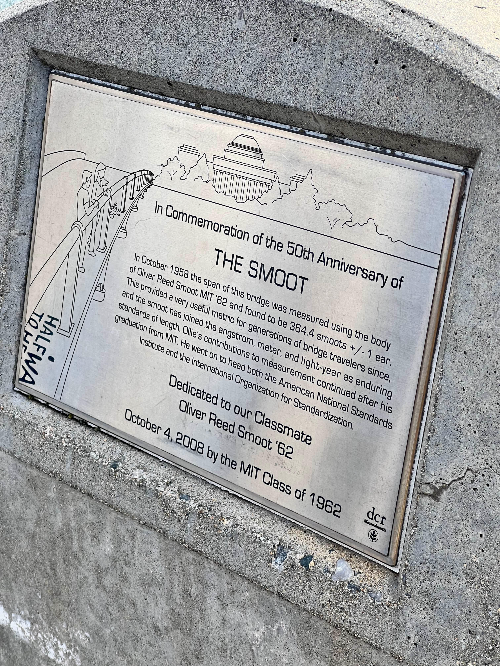 In Commemoration of the 50th Anniversary of
THE SMOOT
In October 1958 the span of this bridge was measured using the body
of Oliver Reed Smoot MIT '62 and found to be 364.4 smoots +/- 1 ear.
This provided a very useful metric for generations of bridge travelers since,
and the smoot has joined the angstrom, meter, and light-year as enduring
standards of length. Ollie's contributions to measurement continued after his
graduation from MIT. He went on to head both the American National Standards
Institute and the International Organization for Standardization.
Dedicated to our Classmate
Oliver Reed Smoot '62
October 4, 2008 by the MIT Class of 1962
HALFWA
TO
dcr